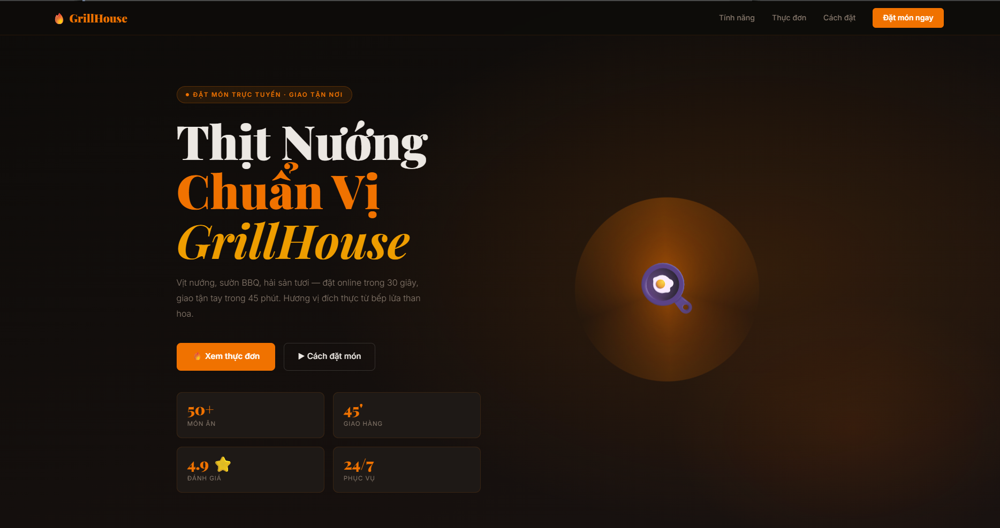 GrillHouse
Tính năng
Thực đơn
Cách đặt
Đặt món ngay
ĐẶT MÓN TRỰC TUYẾN · GIAO TẬN NƠI
Thịt Nướng
Chuẩn Vị
GrillHouse
Vịt nướng, sườn BBQ, hải sản tươi — đặt online trong 30 giây,
giao tận tay trong 45 phút. Hương vị đích thực từ bếp lửa than
hoa.
Xem thực đơn
▶ Cách đặt món
50+
MÓN ĂN
45'
GIAO HÀNG
4.9 ⭐
ĐÁNH GIÁ
24/7
PHỤC VỤ